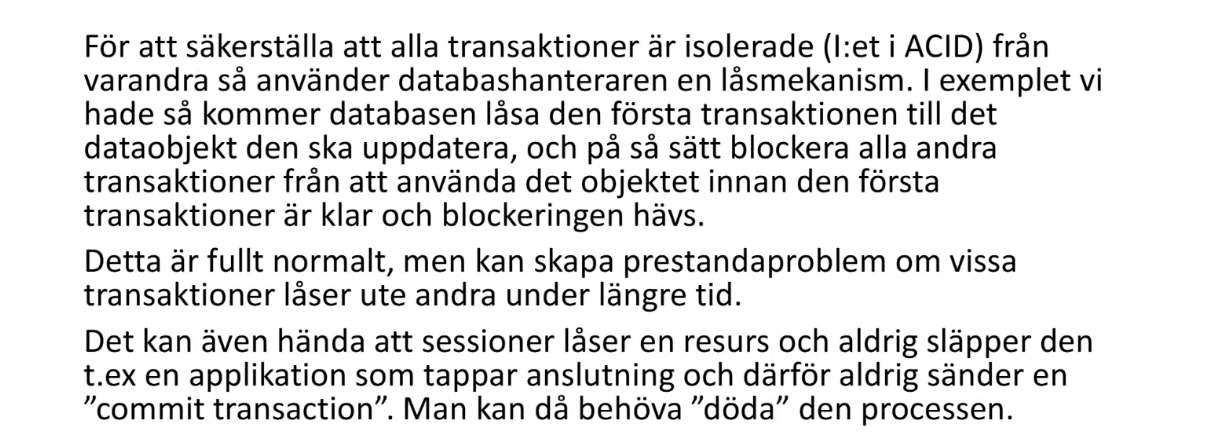 För att säkerställa att alla transaktioner är isolerade (I:et i ACID) från
varandra så använder databashanteraren en låsmekanism. I exemplet vi
hade så kommer databasen låsa den första transaktionen till det
dataobjekt den ska uppdatera, och på så sätt blockera alla andra
transaktioner från att använda det objektet innan den första
transaktioner är klar och blockeringen hävs.
Detta är fullt normalt, men kan skapa prestandaproblem om vissa
transaktioner låser ute andra under längre tid.
Det kan även hända att sessioner låser en resurs och aldrig släpper den
t.ex en applikation som tappar anslutning och därför aldrig sänder en
”commit transaction”. Man kan då behöva ”döda” den processen.